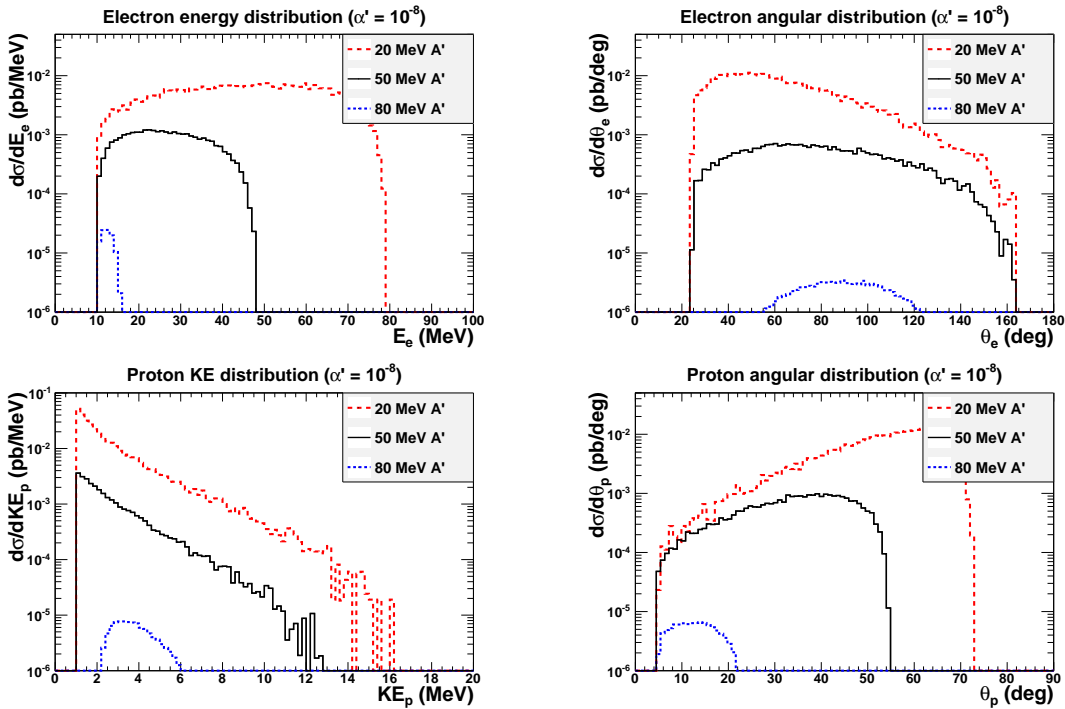 Electron energy distribution (α' = 10⁻⁸)
dσ/dE_e (pb/MeV)
10⁻²
10⁻³
10⁻⁴
10⁻⁵
10⁻⁶
20 MeV A'
50 MeV A'
80 MeV A'
0 10 20 30 40 50 60 70 80 90 100
E_e (MeV)
Electron angular distribution (α' = 10⁻⁸)
dσ/dθ_e (pb/deg)
10⁻²
10⁻³
10⁻⁴
10⁻⁵
10⁻⁶
20 MeV A'
50 MeV A'
80 MeV A'
0 20 40 60 80 100 120 140 160 180
θ_e (deg)
Proton KE distribution (α' = 10⁻⁸)
dσ/dKE_p (pb/MeV)
10⁻¹
10⁻²
10⁻³
10⁻⁴
10⁻⁵
10⁻⁶
20 MeV A'
50 MeV A'
80 MeV A'
0 2 4 6 8 10 12 14 16 18 20
KE_p (MeV)
Proton angular distribution (α' = 10⁻⁸)
dσ/dθ_p (pb/deg)
10⁻²
10⁻³
10⁻⁴
10⁻⁵
10⁻⁶
20 MeV A'
50 MeV A'
80 MeV A'
0 10 20 30 40 50 60 70 80 90
θ_p (deg)